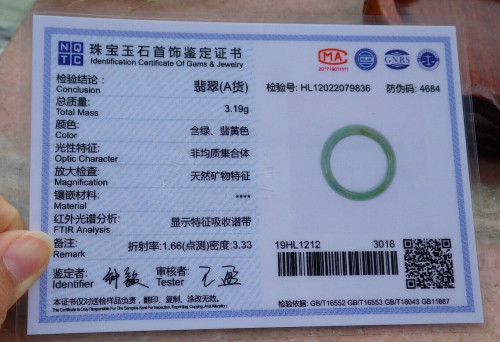 NQTC
珠宝玉石首饰鉴定证书
Identification Certificate Of Gems & Jewelry
MA
GNRS
检验结论:
Conclusion
翡翠(A货)
检验号: HL12022079836
防伪码: 4684
总质量:
Total Mass
3.19g
颜色:
Color
含绿、翡黄色
光性特征:
Optic Character
非均质集合体
放大检查:
Magnification
天然矿物特征
镶嵌材料:
Material
****
红外光谱分析:
FTIR Analysis
显示特征吸收谱带
备注:
Remark
折射率:1.66(点测)密度:3.33
19HL1212
3018
鉴定者:
Identifier
审核者:
Tester
本证书仅对送检样品负责,翻印、复制、涂改无效。
检验依据: GB/T16552 GB/T16553 GB/T18043 GB11887